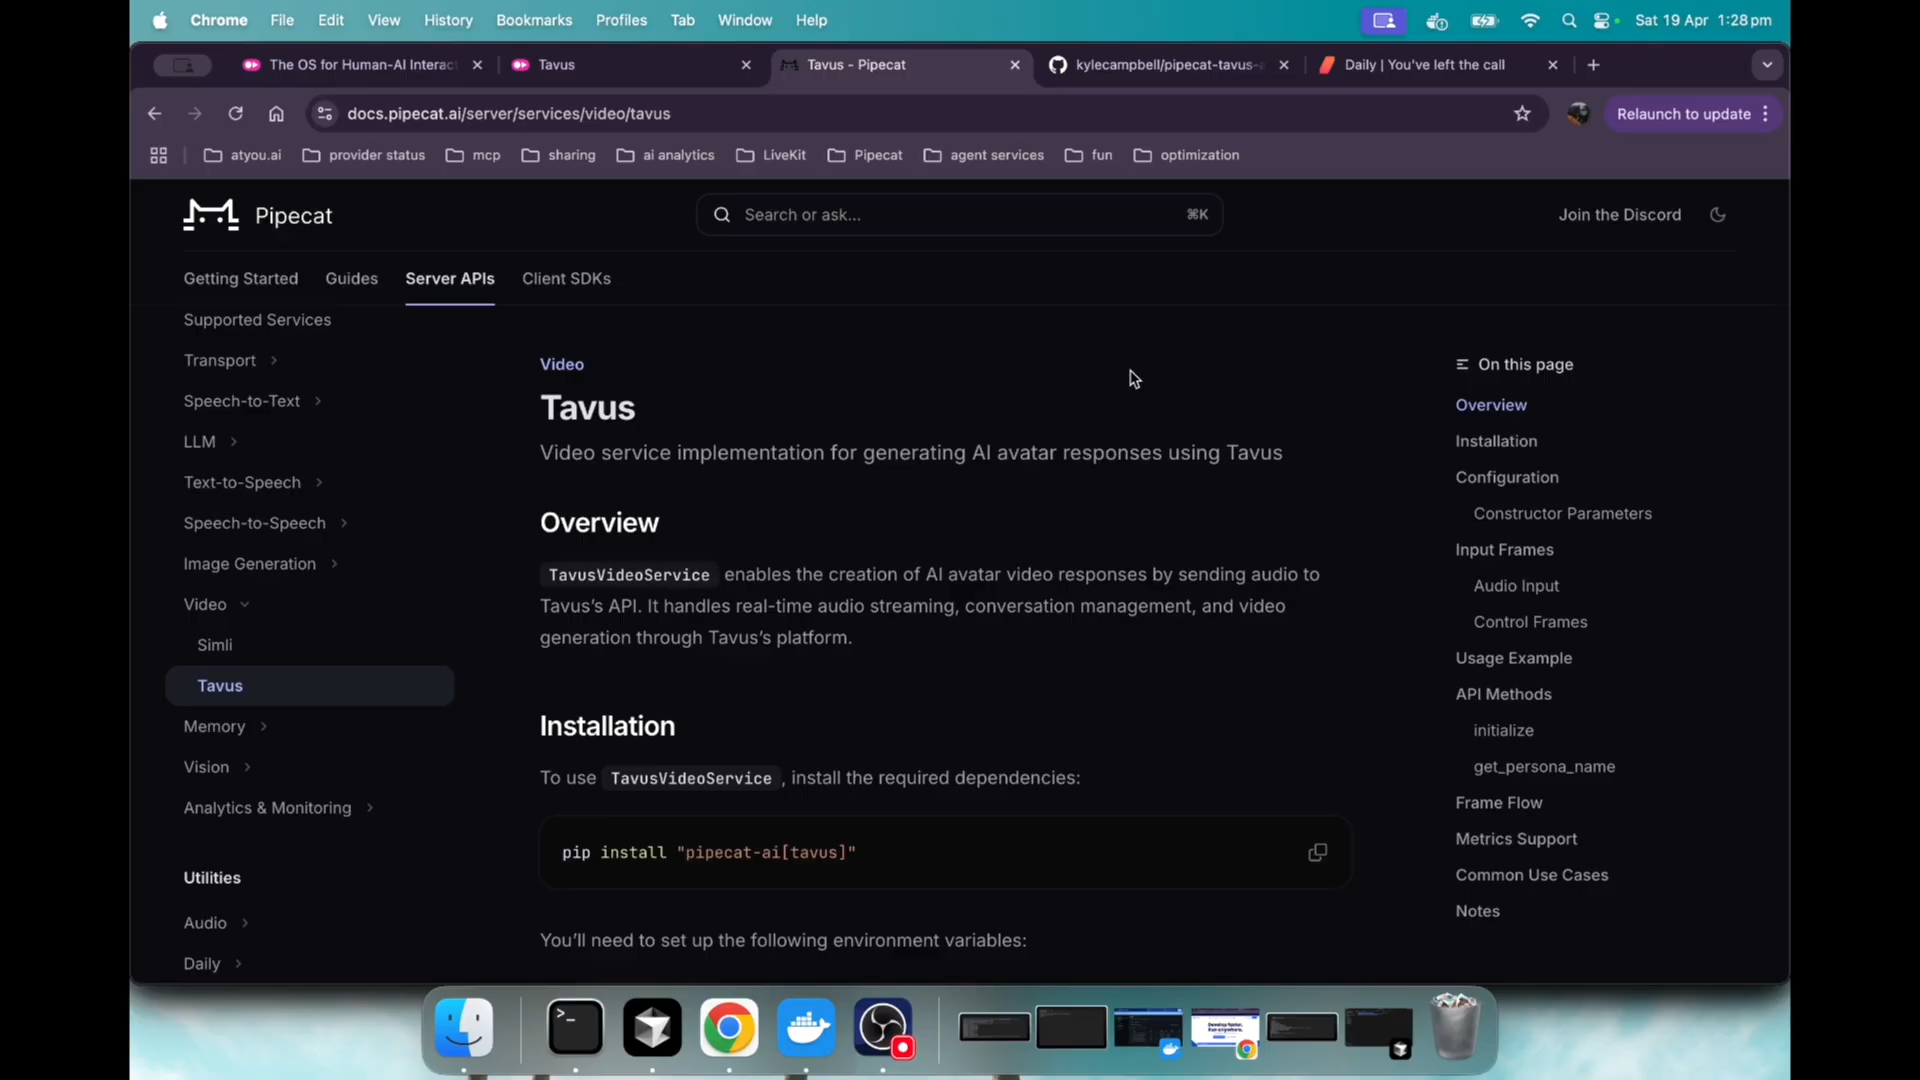 Chrome File Edit View History Bookmarks Profiles Tab Window Help Sat 19 Apr 1:28 pm
The OS for Human-AI Interac Tavus Tavus - Pipecat kylecampbell/pipecat-tavus- Daily | You've left the call
docs.pipecat.ai/server/services/video/tavus Relaunch to update
atyou.ai provider status mcp sharing ai analytics LiveKit Pipecat agent services fun optimization
Pipecat Search or ask... ⌘K Join the Discord
Getting Started Guides Server APIs Client SDKs
Supported Services
Transport
Speech-to-Text
LLM
Text-to-Speech
Speech-to-Speech
Image Generation
Video
Simli
Tavus
Memory
Vision
Analytics & Monitoring
Utilities
Audio
Daily
Video
Tavus
Video service implementation for generating AI avatar responses using Tavus
Overview
TavusVideoService enables the creation of AI avatar video responses by sending audio to
Tavus's API. It handles real-time audio streaming, conversation management, and video
generation through Tavus's platform.
Installation
To use TavusVideoService, install the required dependencies:
pip install "pipecat-ai[tavus]"
You'll need to set up the following environment variables:
On this page
Overview
Installation
Configuration
Constructor Parameters
Input Frames
Audio Input
Control Frames
Usage Example
API Methods
initialize
get_persona_name
Frame Flow
Metrics Support
Common Use Cases
Notes